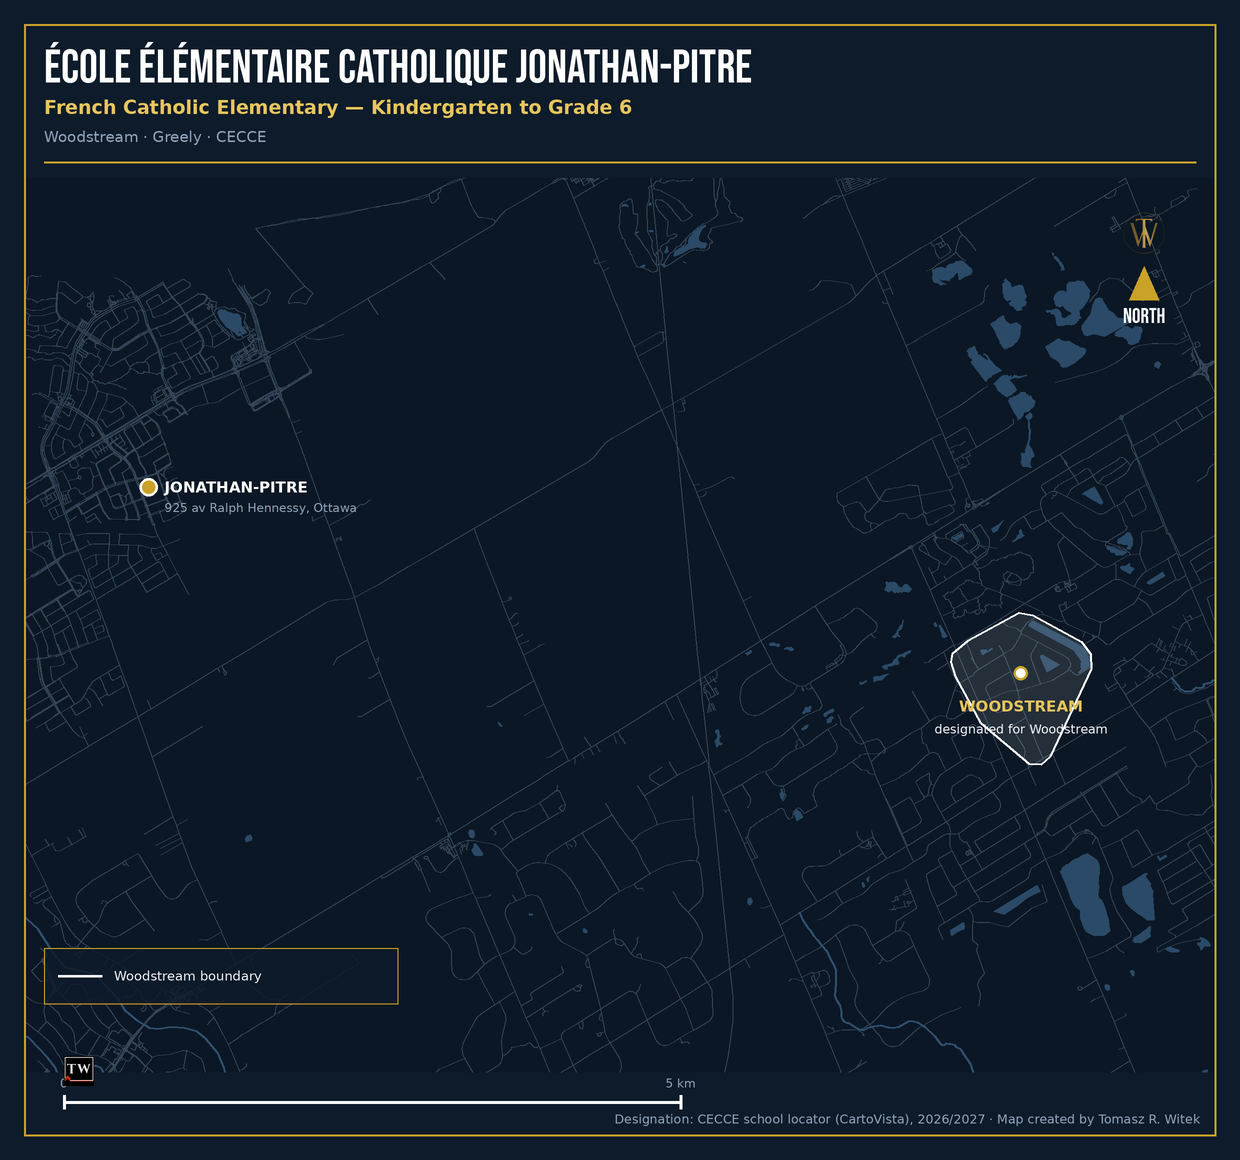 ÉCOLE ÉLÉMENTAIRE CATHOLIQUE JONATHAN-PITRE
French Catholic Elementary — Kindergarten to Grade 6
Woodstream · Greely · CECCE
TW
NORTH
JONATHAN-PITRE
925 av Ralph Hennessy, Ottawa
WOODSTREAM
designated for Woodstream
Woodstream boundary
TW
0 5 km
Designation: CECCE school locator (CartoVista), 2026/2027 · Map created by Tomasz R. Witek